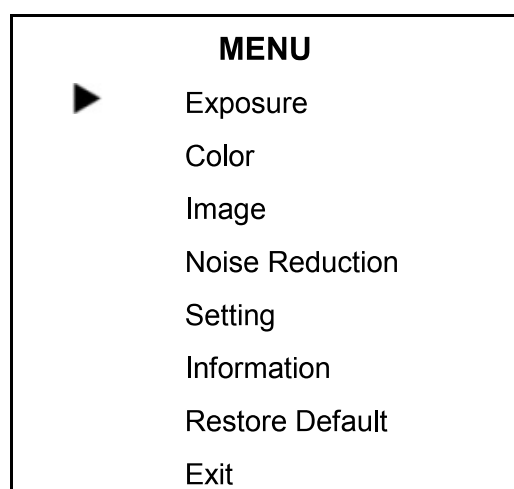 MENU
Exposure
Color
Image
Noise Reduction
Setting
Information
Restore Default
Exit